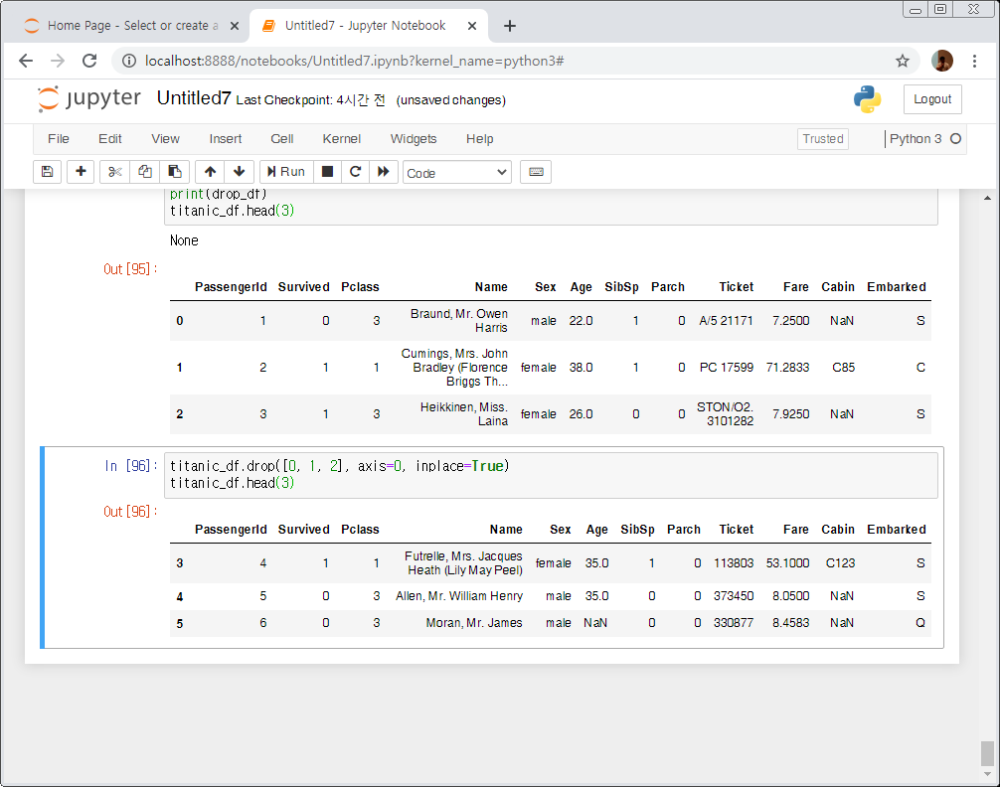 Home Page - Select or create a
Untitled7 - Jupyter Notebook
localhost:8888/notebooks/Untitled7.ipynb?kernel_name=python3#
jupyter Untitled7 Last Checkpoint: 4시간 전 (unsaved changes) Logout
File Edit View Insert Cell Kernel Widgets Help Trusted Python 3
Run Code
print(drop_df)
titanic_df.head(3)
None
Out [95]:
PassengerId Survived Pclass Name Sex Age SibSp Parch Ticket Fare Cabin Embarked
0 1 0 3 Braund, Mr. Owen Harris male 22.0 1 0 A/5 21171 7.2500 NaN S
1 2 1 1 Cumings, Mrs. John Bradley (Florence Briggs Th... female 38.0 1 0 PC 17599 71.2833 C85 C
2 3 1 3 Heikkinen, Miss. Laina female 26.0 0 0 STON/O2. 3101282 7.9250 NaN S
In [96]: titanic_df.drop([0, 1, 2], axis=0, inplace=True)
titanic_df.head(3)
Out [96]:
PassengerId Survived Pclass Name Sex Age SibSp Parch Ticket Fare Cabin Embarked
3 4 1 1 Futrelle, Mrs. Jacques Heath (Lily May Peel) female 35.0 1 0 113803 53.1000 C123 S
4 5 0 3 Allen, Mr. William Henry male 35.0 0 0 373450 8.0500 NaN S
5 6 0 3 Moran, Mr. James male NaN 0 0 330877 8.4583 NaN Q